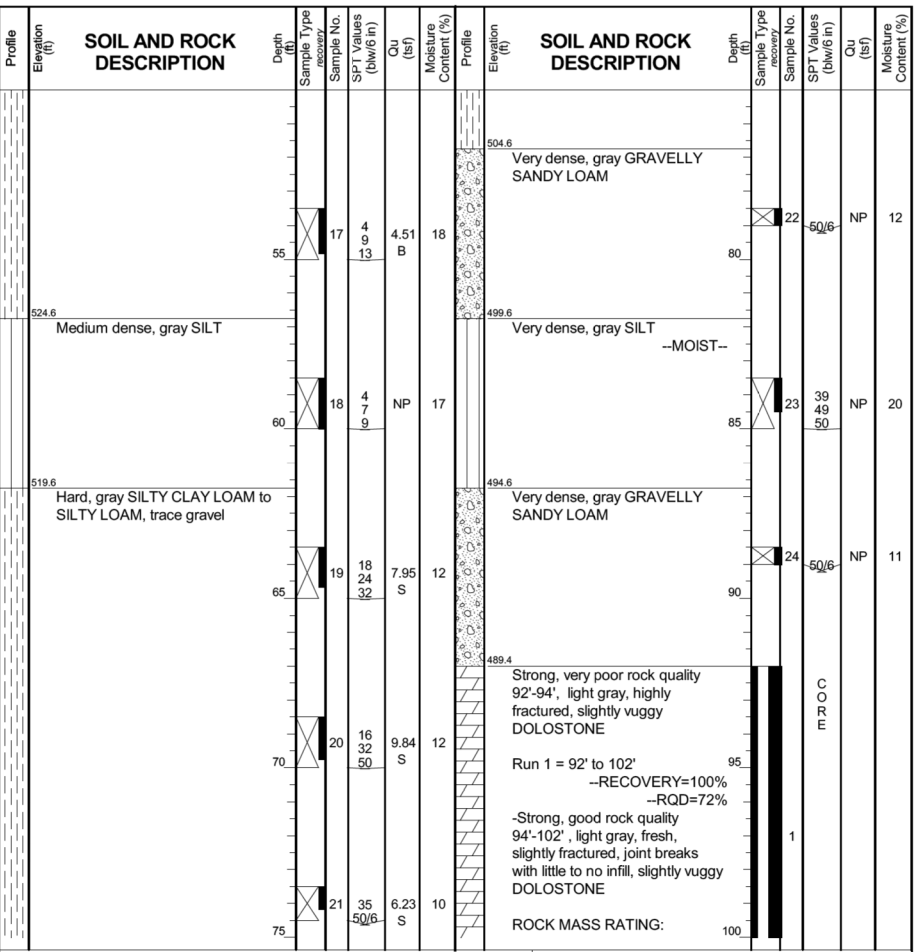 Profile
Elevation
(ft)
SOIL AND ROCK
DESCRIPTION
Depth
(ft)
Sample Type
recovery
Sample No.
SPT Values
(blw/6 in)
Qu
(tsf)
Moisture
Content (%)
17
4
9
13
4.51
B
18
55
524.6
Medium dense, gray SILT
18
4
7
9
NP
17
60
519.6
Hard, gray SILTY CLAY LOAM to
SILTY LOAM, trace gravel
19
18
24
32
7.95
S
12
65
20
16
32
50
9.84
S
12
70
21
35
50/6
6.23
S
10
75
Profile
Elevation
(ft)
SOIL AND ROCK
DESCRIPTION
Depth
(ft)
Sample Type
recovery
Sample No.
SPT Values
(blw/6 in)
Qu
(tsf)
Moisture
Content (%)
504.6
Very dense, gray GRAVELLY
SANDY LOAM
22
50/6
NP
12
80
499.6
Very dense, gray SILT
--MOIST--
23
39
49
50
NP
20
85
494.6
Very dense, gray GRAVELLY
SANDY LOAM
24
50/6
NP
11
90
489.4
Strong, very poor rock quality
92'-94', light gray, highly
fractured, slightly vuggy
DOLOSTONE
C
O
R
E
Run 1 = 92' to 102'
95
--RECOVERY=100%
--RQD=72%
-Strong, good rock quality
94'-102' , light gray, fresh,
1
slightly fractured, joint breaks
with little to no infill, slightly vuggy
DOLOSTONE
ROCK MASS RATING:
100